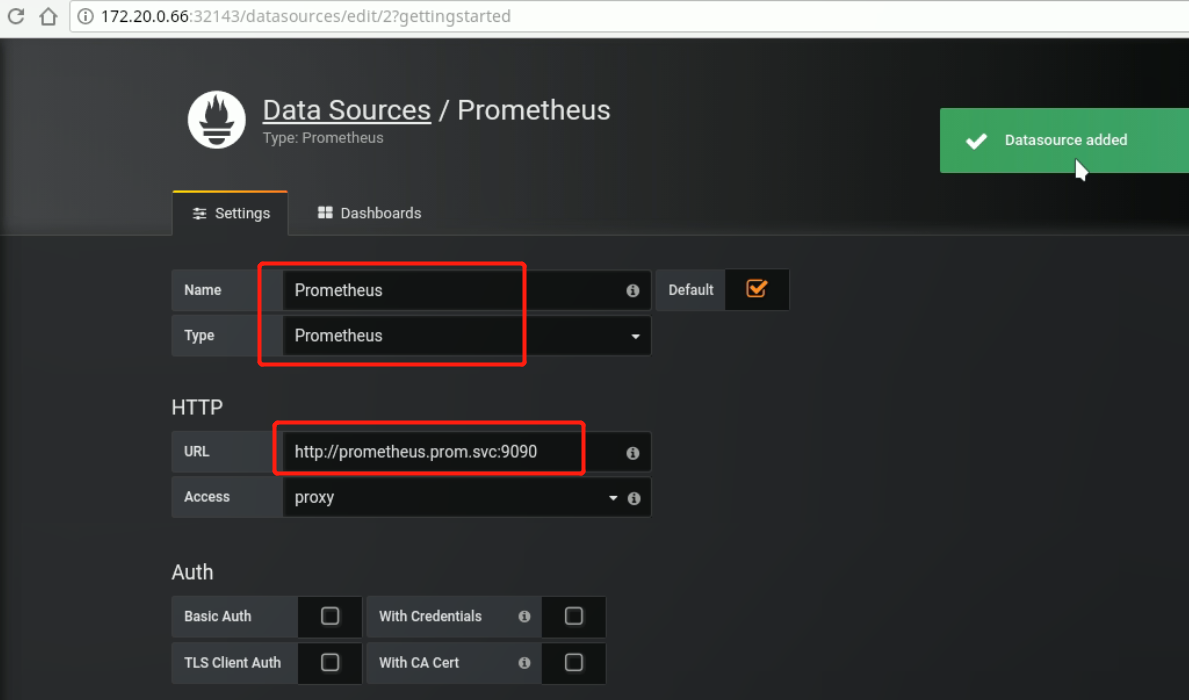 172.20.0.66:32143/datasources/edit/2?gettingstarted
Data Sources / Prometheus
Type: Prometheus
Datasource added
Settings Dashboards
Name Prometheus Default
Type Prometheus
HTTP
URL http://prometheus.prom.svc:9090
Access proxy
Auth
Basic Auth With Credentials
TLS Client Auth With CA Cert